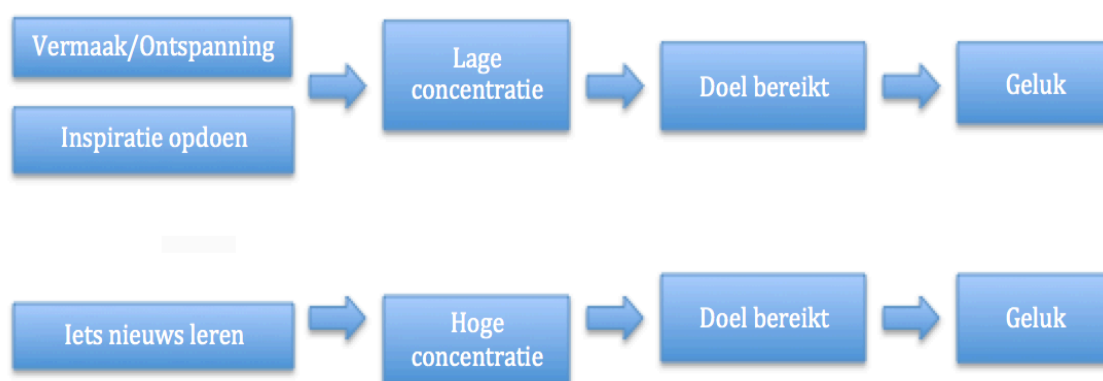 Vermaak/Ontspanning
Inspiratie opdoen
Lage
concentratie
Doel bereikt
Geluk
Iets nieuws leren
Hoge
concentratie
Doel bereikt
Geluk